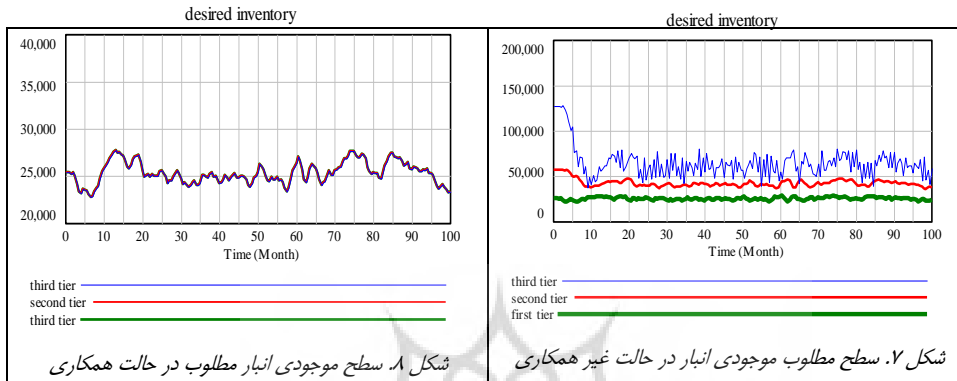 desired inventory
40,000
35,000
30,000
25,000
20,000
0 10 20 30 40 50 60 70 80 90 100
Time (Month)
third tier
second tier
third tier
شکل ۸. سطح موجودی انبار مطلوب در حالت همکاری
desired inventory
200,000
150,000
100,000
50,000
0
0 10 20 30 40 50 60 70 80 90 100
Time (Month)
third tier
second tier
first tier
شکل ۷. سطح مطلوب موجودی انبار در حالت غیر همکاری